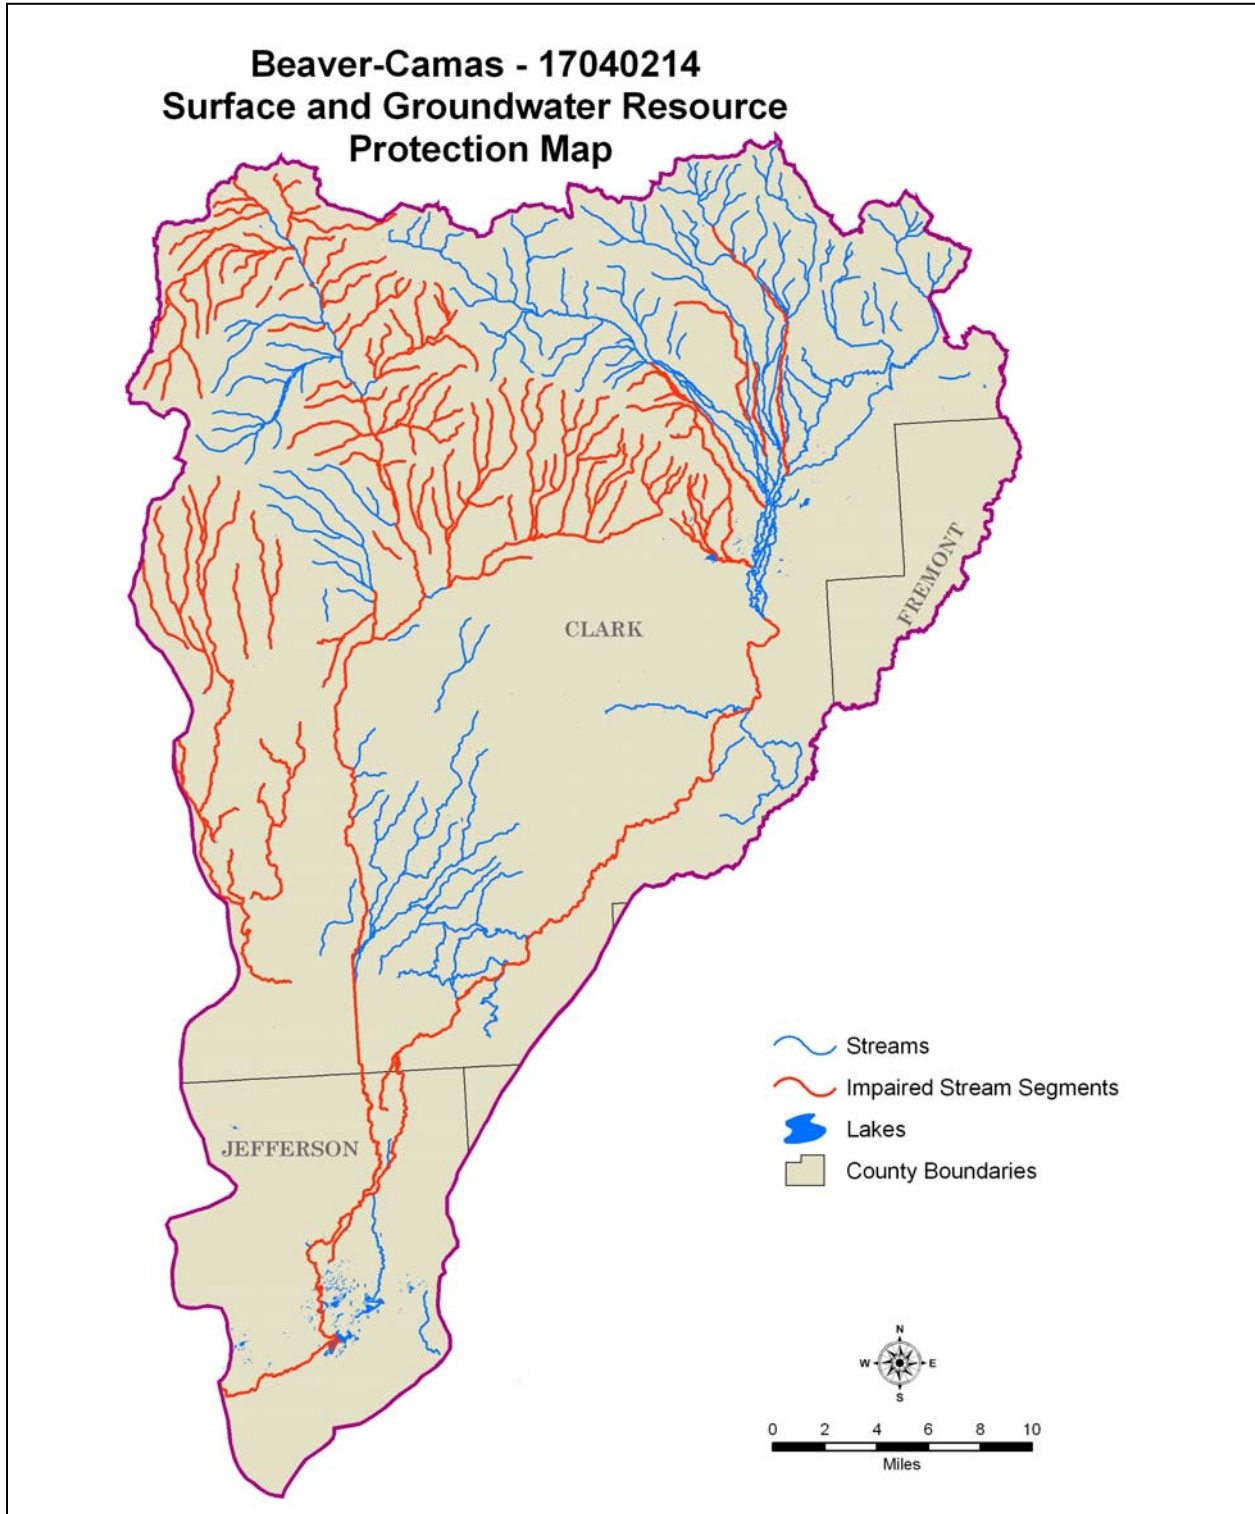 Beaver-Camas - 17040214
Surface and Groundwater Resource
Protection Map
FREMONT
CLARK
Streams
Impaired Stream Segments
JEFFERSON
Lakes
County Boundaries
N
W E
S
0 2 4 6 8 10
Miles